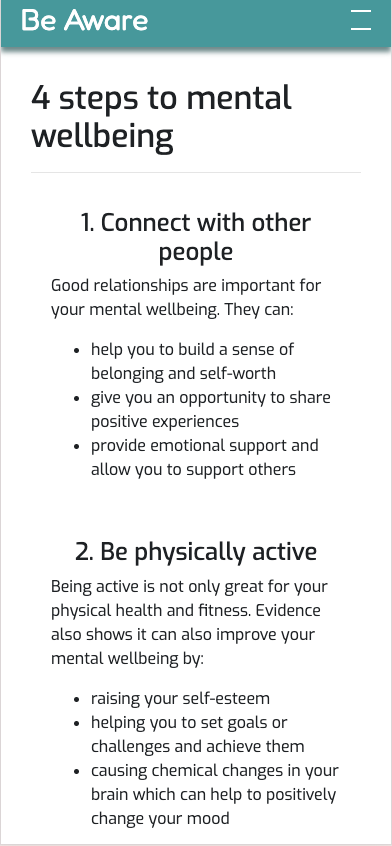 Be Aware
4 steps to mental
wellbeing
1. Connect with other
people
Good relationships are important for
your mental wellbeing. They can:
• help you to build a sense of
belonging and self-worth
• give you an opportunity to share
positive experiences
• provide emotional support and
allow you to support others
2. Be physically active
Being active is not only great for your
physical health and fitness. Evidence
also shows it can also improve your
mental wellbeing by:
• raising your self-esteem
• helping you to set goals or
challenges and achieve them
• causing chemical changes in your
brain which can help to positively
change your mood